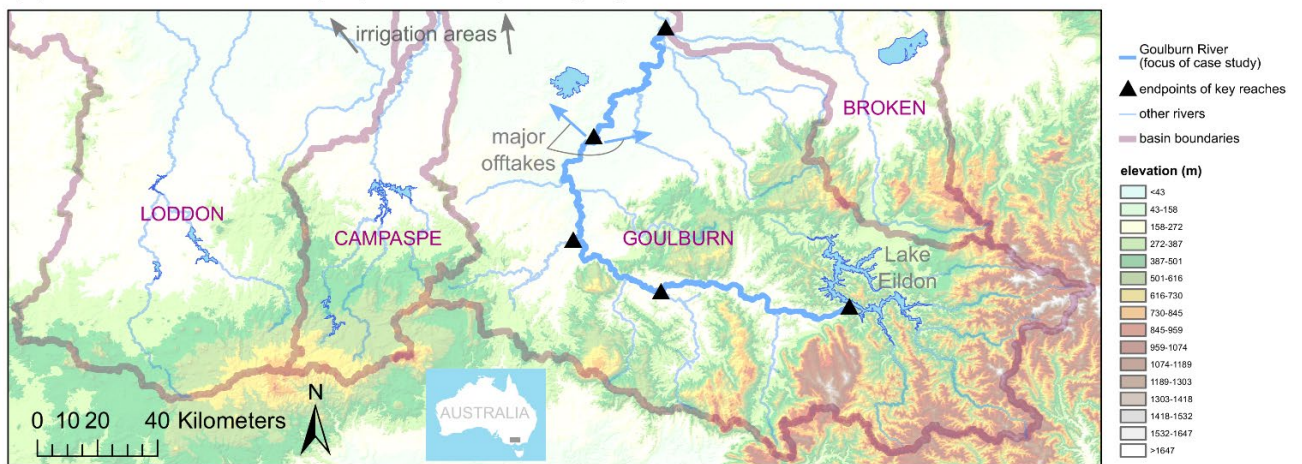 irrigation areas
BROKEN
major
offtakes
LODDON
CAMPASPE
GOULBURN
Lake
Eildon
N
0 10 20 40 Kilometers
AUSTRALIA
Goulburn River
(focus of case study)
endpoints of key reaches
other rivers
basin boundaries
elevation (m)
<43
43-158
158-272
272-387
387-501
501-616
616-730
730-845
845-959
959-1074
1074-1189
1189-1303
1303-1418
1418-1532
1532-1647
>1647